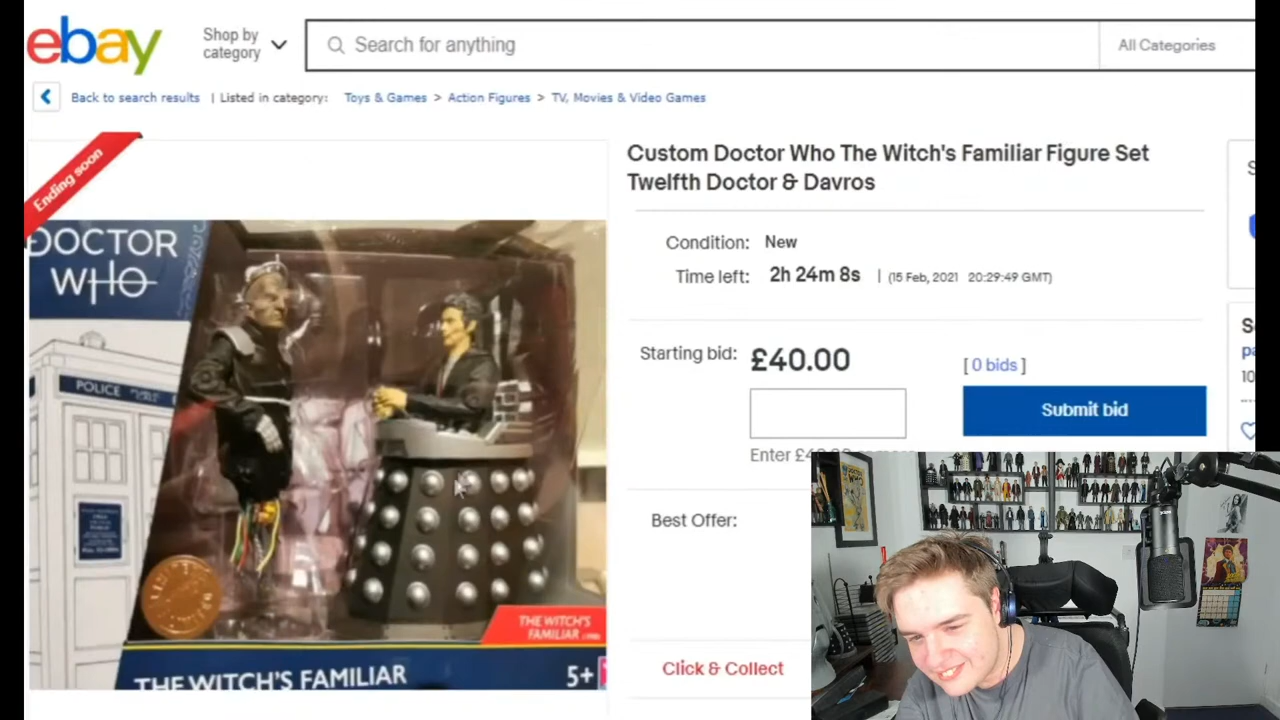 ebay
Shop by
category
Search for anything
All Categories
Back to search results | Listed in category: Toys & Games > Action Figures > TV, Movies & Video Games
Ending soon
Custom Doctor Who The Witch's Familiar Figure Set
Twelfth Doctor & Davros
Condition: New
Time left: 2h 24m 8s | (15 Feb, 2021 20:29:49 GMT)
Starting bid: £40.00
[ 0 bids ]
Submit bid
Enter £4
Best Offer:
Click & Collect
DOCTOR
WHO
POLICE
LIMITED
THE WITCH'S
FAMILIAR
THE WITCH'S FAMILIAR
5+